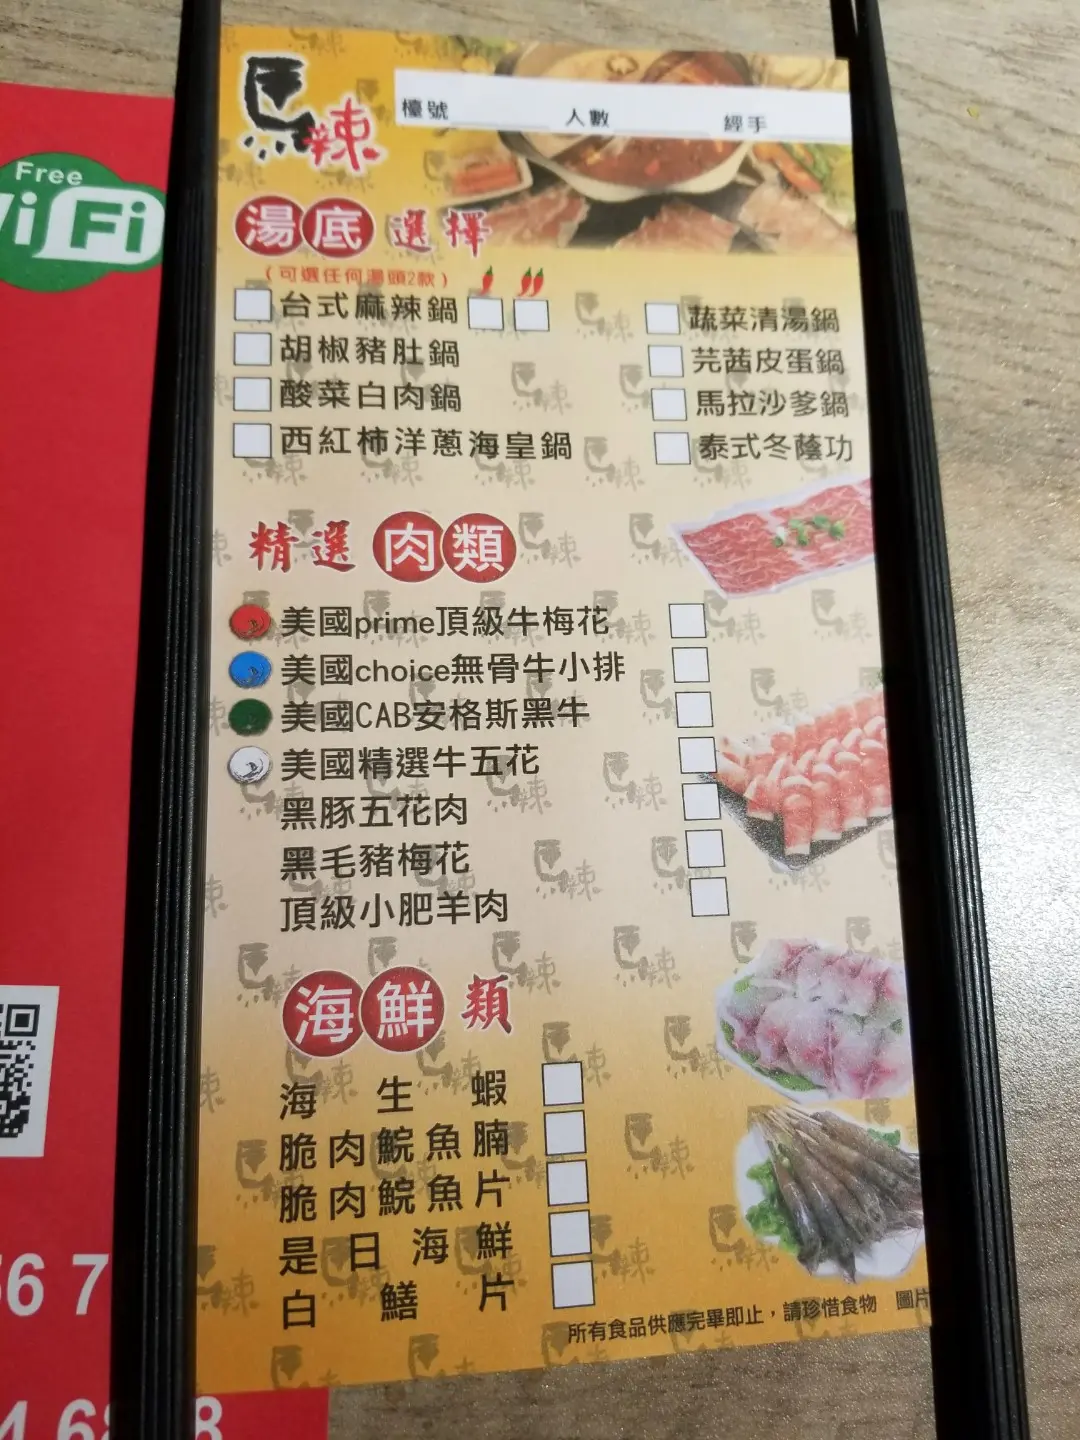 Free
iFi
馬辣
檯號 人數 經手
湯底 選擇
(可選任何湯頭2款)
台式麻辣鍋
胡椒豬肚鍋
酸菜白肉鍋
西紅柿洋蔥海皇鍋
蔬菜清湯鍋
芫茜皮蛋鍋
馬拉沙爹鍋
泰式冬蔭功
精選 肉類
美國prime頂級牛梅花
美國choice無骨牛小排
美國CAB安格斯黑牛
美國精選牛五花
黑豚五花肉
黑毛豬梅花
頂級小肥羊肉
海鮮 類
海生蝦
脆肉鯇魚腩
脆肉鯇魚片
是日海鮮
白鱔片
所有食品供應完畢即止，請珍惜食物 圖片
6 7
4 6 8